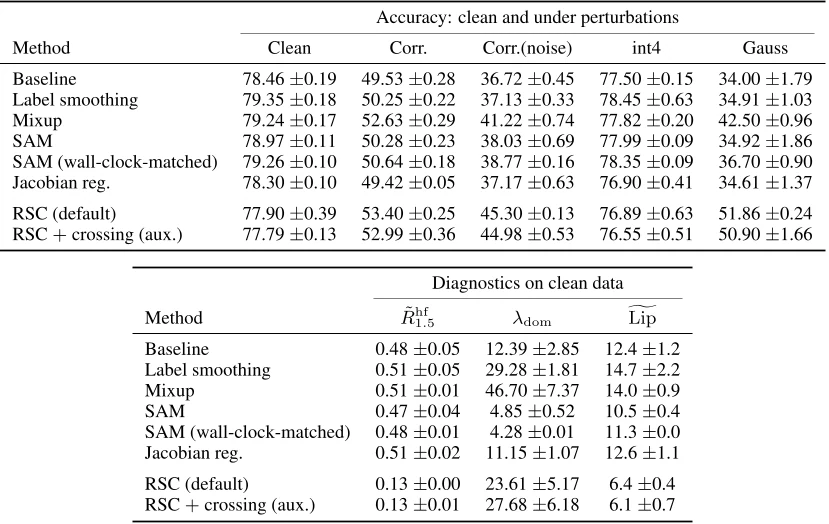 Accuracy: clean and under perturbations
Method Clean Corr. Corr.(noise) int4 Gauss
Baseline 78.46 ±0.19 49.53 ±0.28 36.72 ±0.45 77.50 ±0.15 34.00 ±1.79
Label smoothing 79.35 ±0.18 50.25 ±0.22 37.13 ±0.33 78.45 ±0.63 34.91 ±1.03
Mixup 79.24 ±0.17 52.63 ±0.29 41.22 ±0.74 77.82 ±0.20 42.50 ±0.96
SAM 78.97 ±0.11 50.28 ±0.23 38.03 ±0.69 77.99 ±0.09 34.92 ±1.86
SAM (wall-clock-matched) 79.26 ±0.10 50.64 ±0.18 38.77 ±0.16 78.35 ±0.09 36.70 ±0.90
Jacobian reg. 78.30 ±0.10 49.42 ±0.05 37.17 ±0.63 76.90 ±0.41 34.61 ±1.37
RSC (default) 77.90 ±0.39 53.40 ±0.25 45.30 ±0.13 76.89 ±0.63 51.86 ±0.24
RSC + crossing (aux.) 77.79 ±0.13 52.99 ±0.36 44.98 ±0.53 76.55 ±0.51 50.90 ±1.66
Diagnostics on clean data
Method R̃^hf_1.5 λ_dom L͠ip
Baseline 0.48 ±0.05 12.39 ±2.85 12.4 ±1.2
Label smoothing 0.51 ±0.05 29.28 ±1.81 14.7 ±2.2
Mixup 0.51 ±0.01 46.70 ±7.37 14.0 ±0.9
SAM 0.47 ±0.04 4.85 ±0.52 10.5 ±0.4
SAM (wall-clock-matched) 0.48 ±0.01 4.28 ±0.01 11.3 ±0.0
Jacobian reg. 0.51 ±0.02 11.15 ±1.07 12.6 ±1.1
RSC (default) 0.13 ±0.00 23.61 ±5.17 6.4 ±0.4
RSC + crossing (aux.) 0.13 ±0.01 27.68 ±6.18 6.1 ±0.7